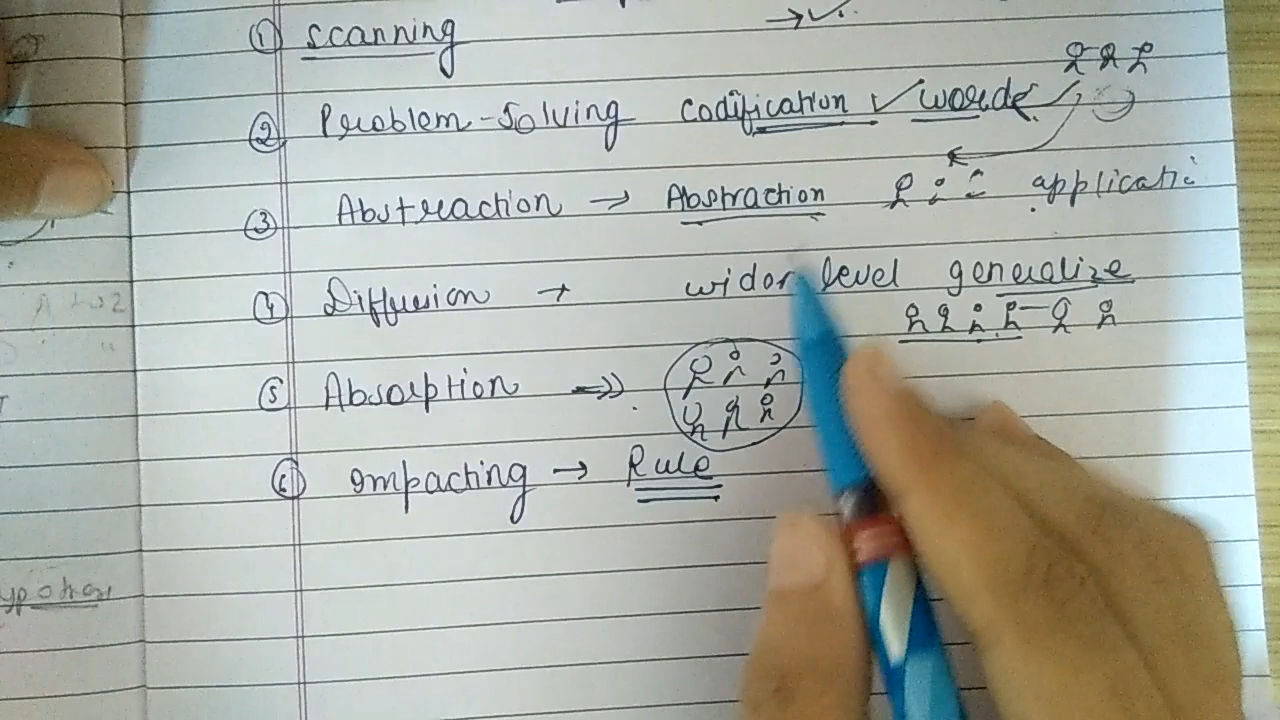 ① Scanning
② Problem-Solving codification ✓ words
③ Abstraction → Abstraction applicati
④ Diffusion → wider level generalize
⑤ Absorption
⑥ Impacting → Rule